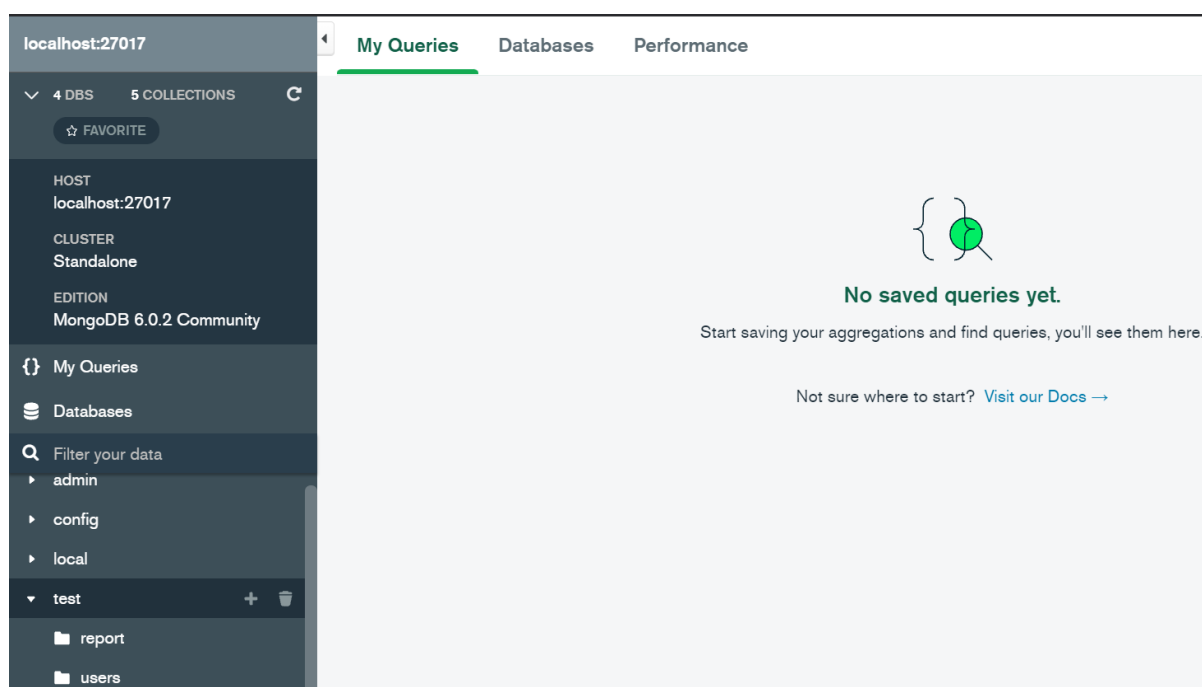 localhost:27017
My Queries Databases Performance
4 DBS 5 COLLECTIONS
FAVORITE
HOST
localhost:27017
CLUSTER
Standalone
EDITION
MongoDB 6.0.2 Community
{} My Queries
Databases
Filter your data
admin
config
local
test
report
users
No saved queries yet.
Start saving your aggregations and find queries, you'll see them here.
Not sure where to start? Visit our Docs →